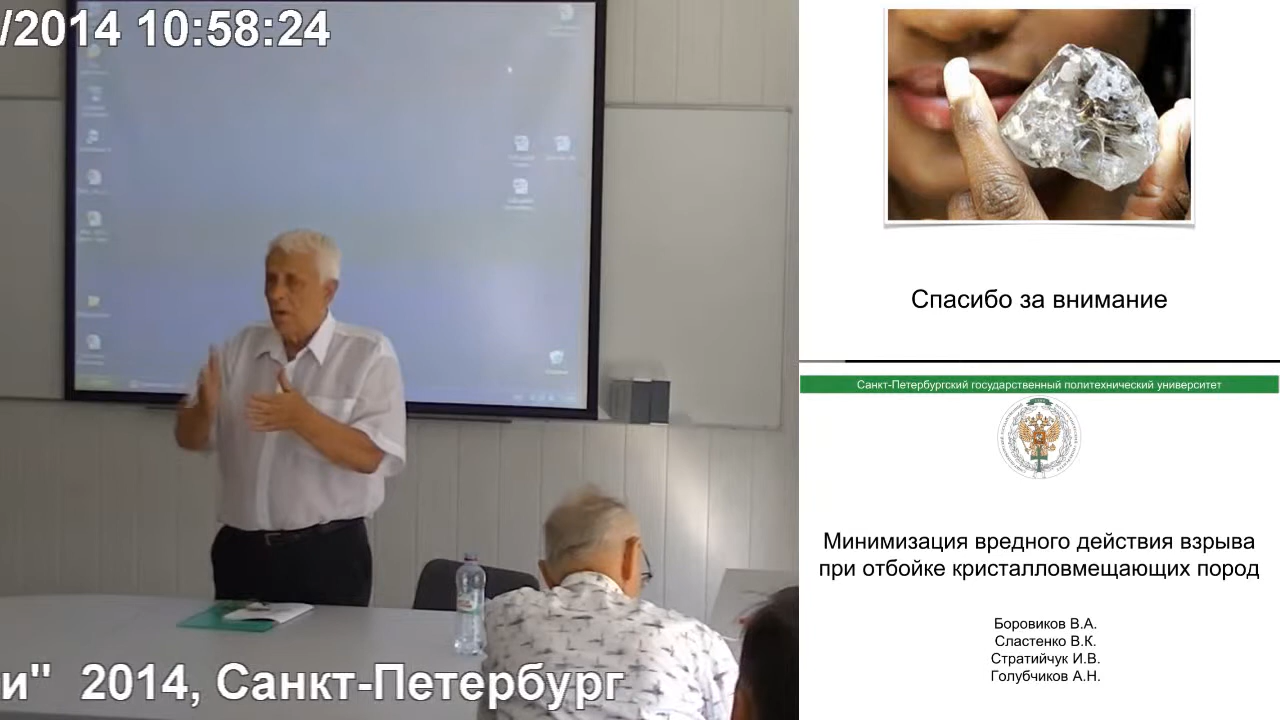 /2014 10:58:24
и" 2014, Санкт-Петербург
Спасибо за внимание
Санкт-Петербургский государственный политехнический университет
Минимизация вредного действия взрыва
при отбойке кристалловмещающих пород
Боровиков В.А.
Сластенко В.К.
Стратийчук И.В.
Голубчиков А.Н.